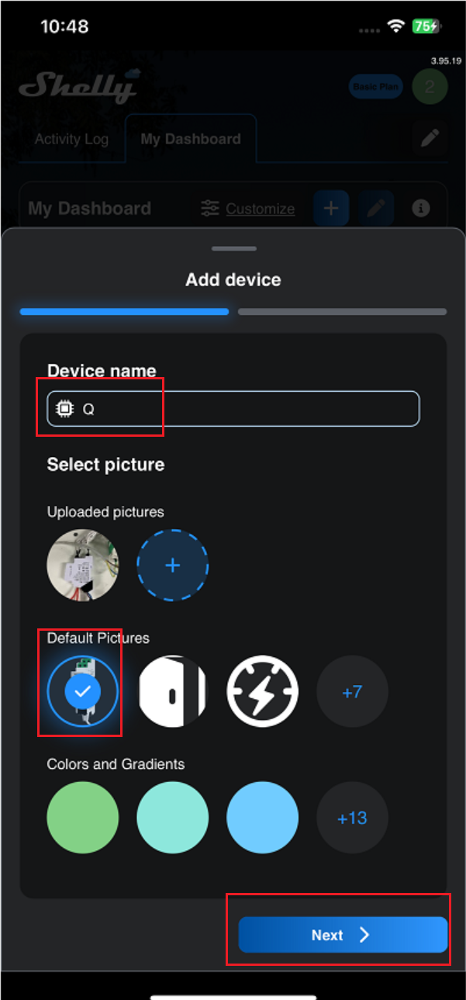 10:48
75
3.95.19
Shelly
Basic Plan
2
Activity Log
My Dashboard
My Dashboard
Customize
Add device
Device name
Q
Select picture
Uploaded pictures
Default Pictures
+7
Colors and Gradients
+13
Next